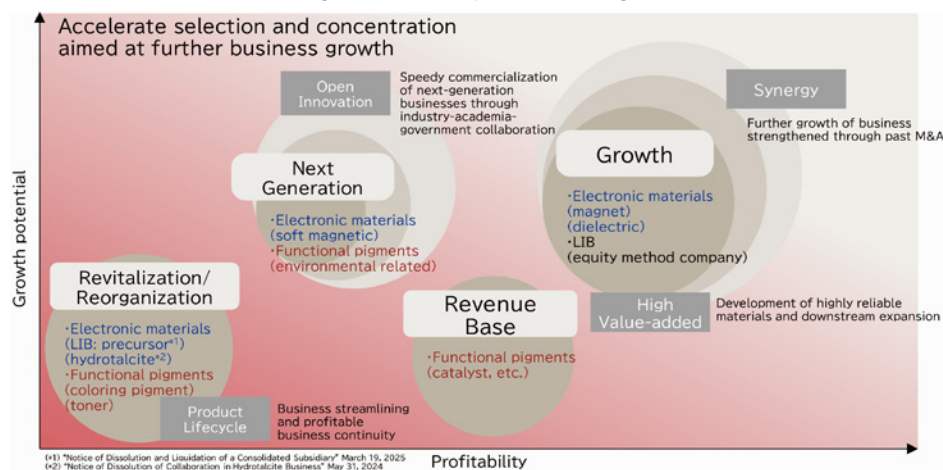 Accelerate selection and concentration
aimed at further business growth
Open
Innovation
Speedy commercialization
of next-generation
businesses through
industry-academia-
government collaboration
Synergy
Further growth of business
strengthened through past M&A
Growth
・Electronic materials
(magnet)
(dielectric)
・LIB
(equity method company)
Next
Generation
・Electronic materials
(soft magnetic)
・Functional pigments
(environmental related)
Growth potential
Revitalization/
Reorganization
・Electronic materials
(LIB: precursor*1)
(hydrotalcite*2)
・Functional pigments
(coloring pigment)
(toner)
Revenue
Base
・Functional pigments
(catalyst, etc.)
High
Value-added
Development of highly reliable
materials and downstream expansion
Product
Lifecycle
Business streamlining
and profitable
business continuity
(*1) "Notice of Dissolution and Liquidation of a Consolidated Subsidiary" March 19, 2025
(*2) "Notice of Dissolution of Collaboration in Hydrotalcite Business" May 31, 2024
Profitability